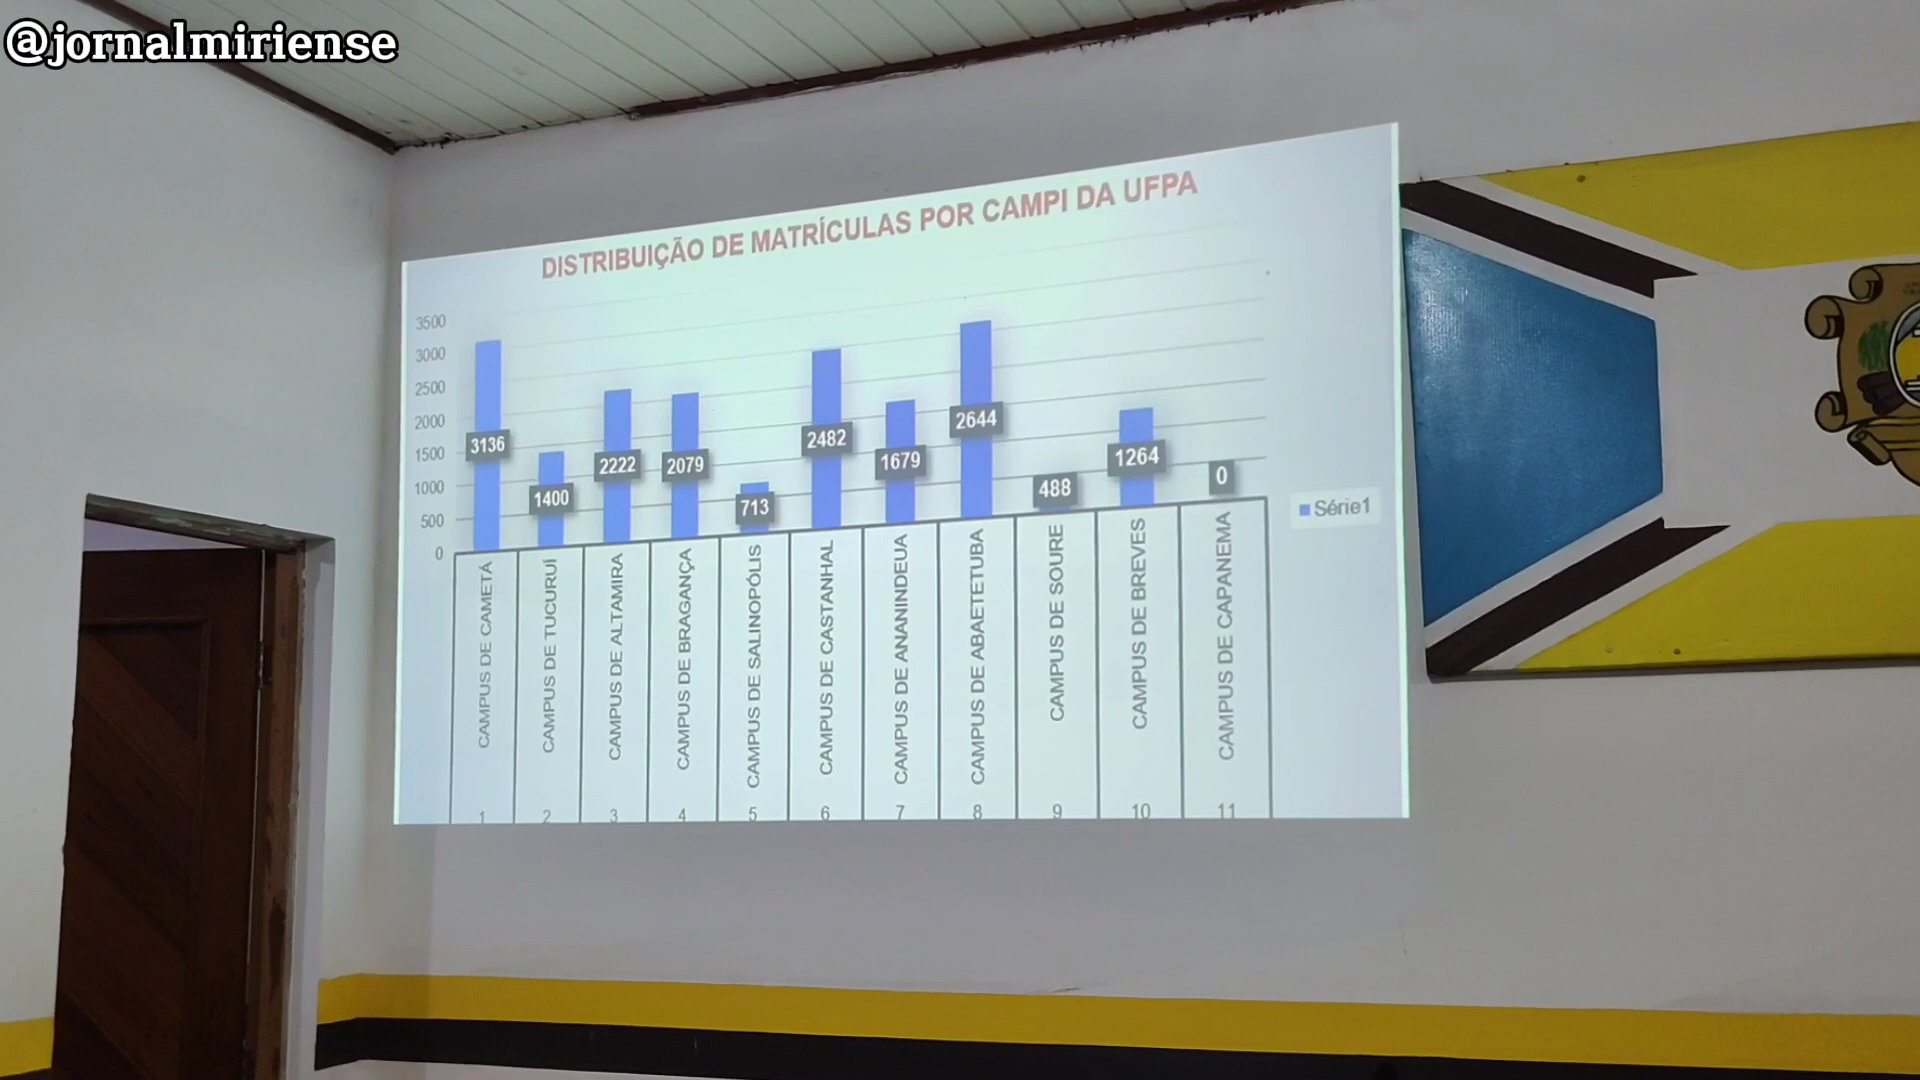 @jornalmiriense
DISTRIBUIÇÃO DE MATRÍCULAS POR CAMPI DA UFPA
3500
3000
2500
2000
1500
1000
500
0
3136
1400
2222
2079
713
2482
1679
2644
488
1264
0
Série1
CAMPUS DE CAMETÁ
CAMPUS DE TUCURUÍ
CAMPUS DE ALTAMIRA
CAMPUS DE BRAGANÇA
CAMPUS DE SALINOPÓLIS
CAMPUS DE CASTANHAL
CAMPUS DE ANANINDEUA
CAMPUS DE ABAETETUBA
CAMPUS DE SOURE
CAMPUS DE BREVES
CAMPUS DE CAPANEMA
1
2
3
4
5
6
7
8
9
10
11